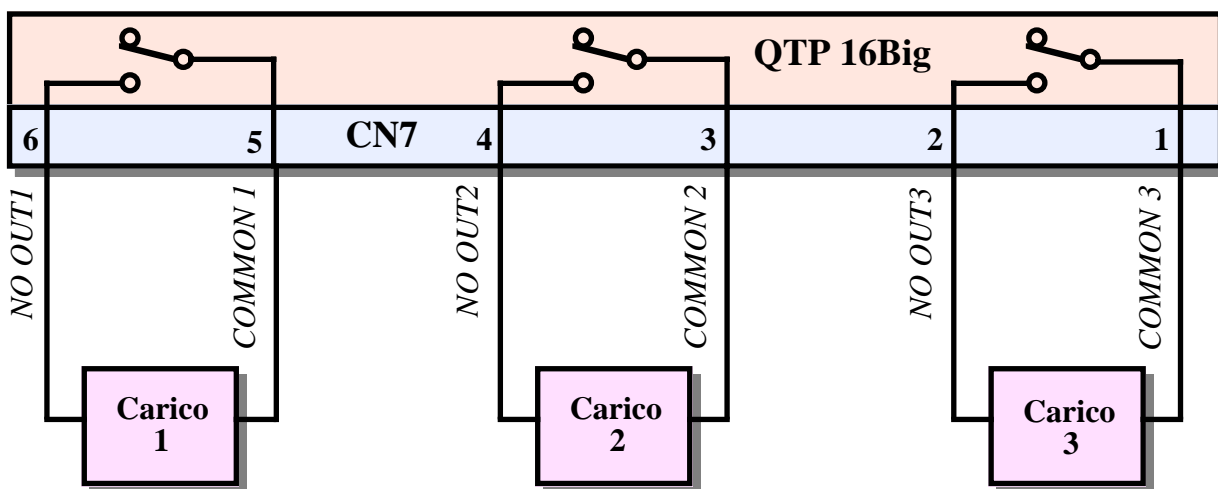 QTP 16Big
6 5 CN7 4 3 2 1
NO OUT1
COMMON 1
NO OUT2
COMMON 2
NO OUT3
COMMON 3
Carico
1
Carico
2
Carico
3